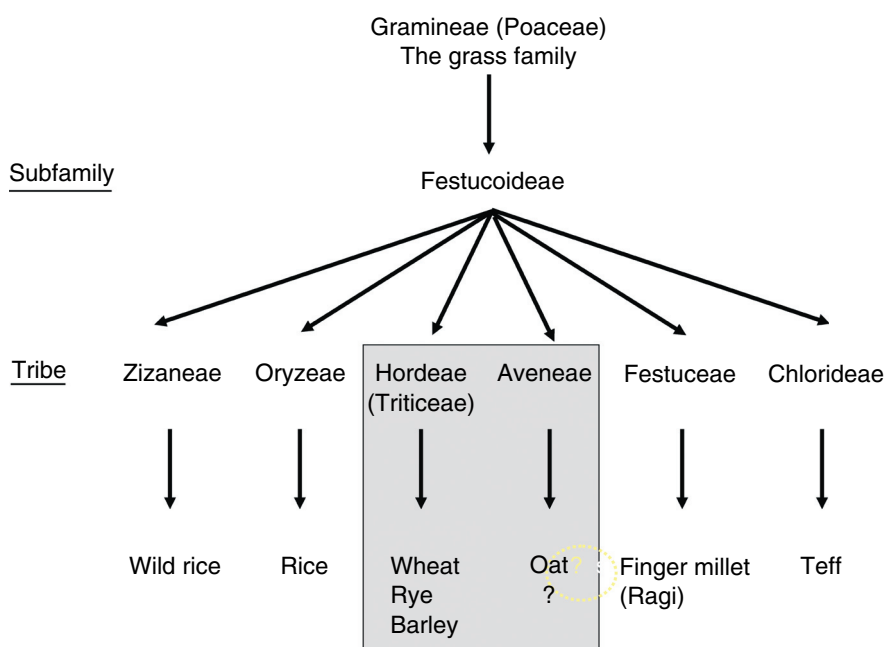 Gramineae (Poaceae)
The grass family
Subfamily
Festucoideae
Tribe
Zizaneae
Oryzeae
Hordeae
(Triticeae)
Aveneae
Festuceae
Chlorideae
Wild rice
Rice
Wheat
Rye
Barley
Oat ? s
?
Finger millet
(Ragi)
Teff